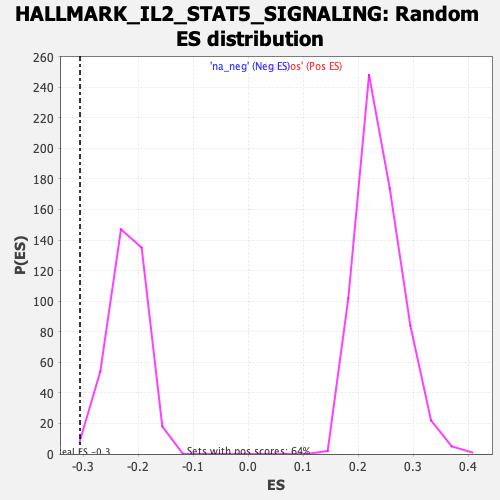 HALLMARK_IL2_STAT5_SIGNALING: Random
ES distribution
'na_neg' (Neg ES)os' (Pos ES)
260
240
220
200
180
160
140
120
100
80
60
40
20
0
P(ES)
eal ES -0.3
Sets with pos scores: 64%
-0.3 -0.2 -0.1 0.0 0.1 0.2 0.3 0.4
ES